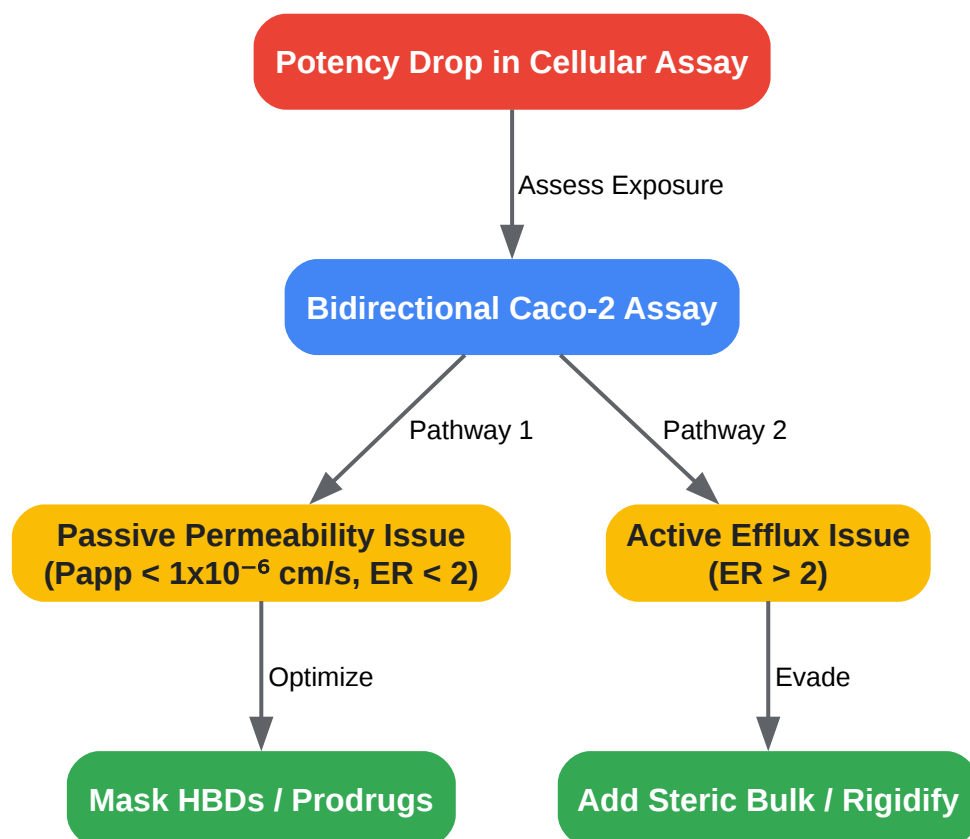 Potency Drop in Cellular Assay
Assess Exposure
Bidirectional Caco-2 Assay
Pathway 1
Pathway 2
Passive Permeability Issue
(Papp < 1x10⁻⁶ cm/s, ER < 2)
Active Efflux Issue
(ER > 2)
Optimize
Evade
Mask HBDs / Prodrugs
Add Steric Bulk / Rigidify